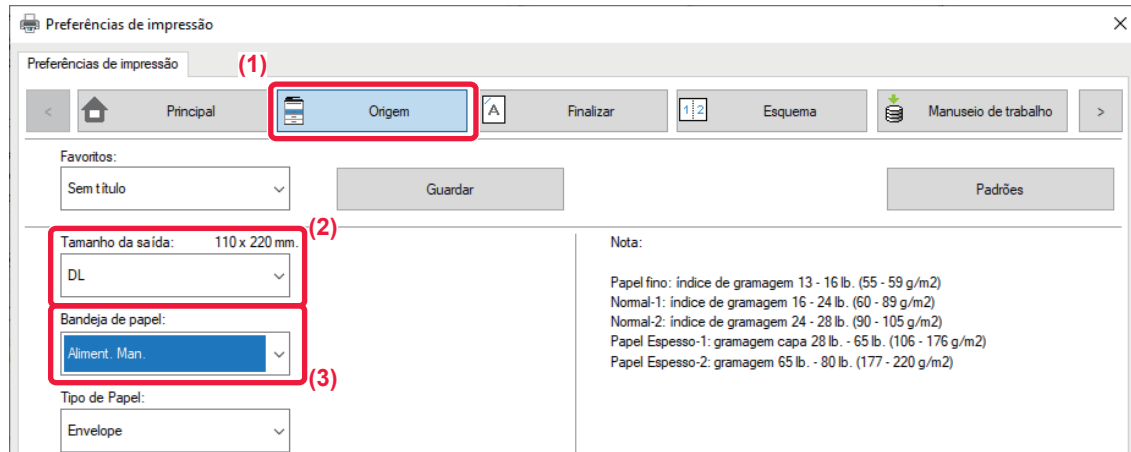 Preferências de impressão
Preferências de impressão
(1)
<
Principal
Origem
A
Finalizar
1 2
Esquema
Manuseio de trabalho
>
Favoritos:
Sem título
Guardar
Padrões
(2)
Tamanho da saída: 110 x 220 mm.
DL
Bandeja de papel:
Aliment. Man.
(3)
Tipo de Papel:
Envelope
Nota:
Papel fino: índice de gramagem 13 - 16 lb. (55 - 59 g/m2)
Normal-1: índice de gramagem 16 - 24 lb. (60 - 89 g/m2)
Normal-2: índice de gramagem 24 - 28 lb. (90 - 105 g/m2)
Papel Espesso-1: gramagem capa 28 lb. - 65 lb. (106 - 176 g/m2)
Papel Espesso-2: gramagem 65 lb. - 80 lb. (177 - 220 g/m2)